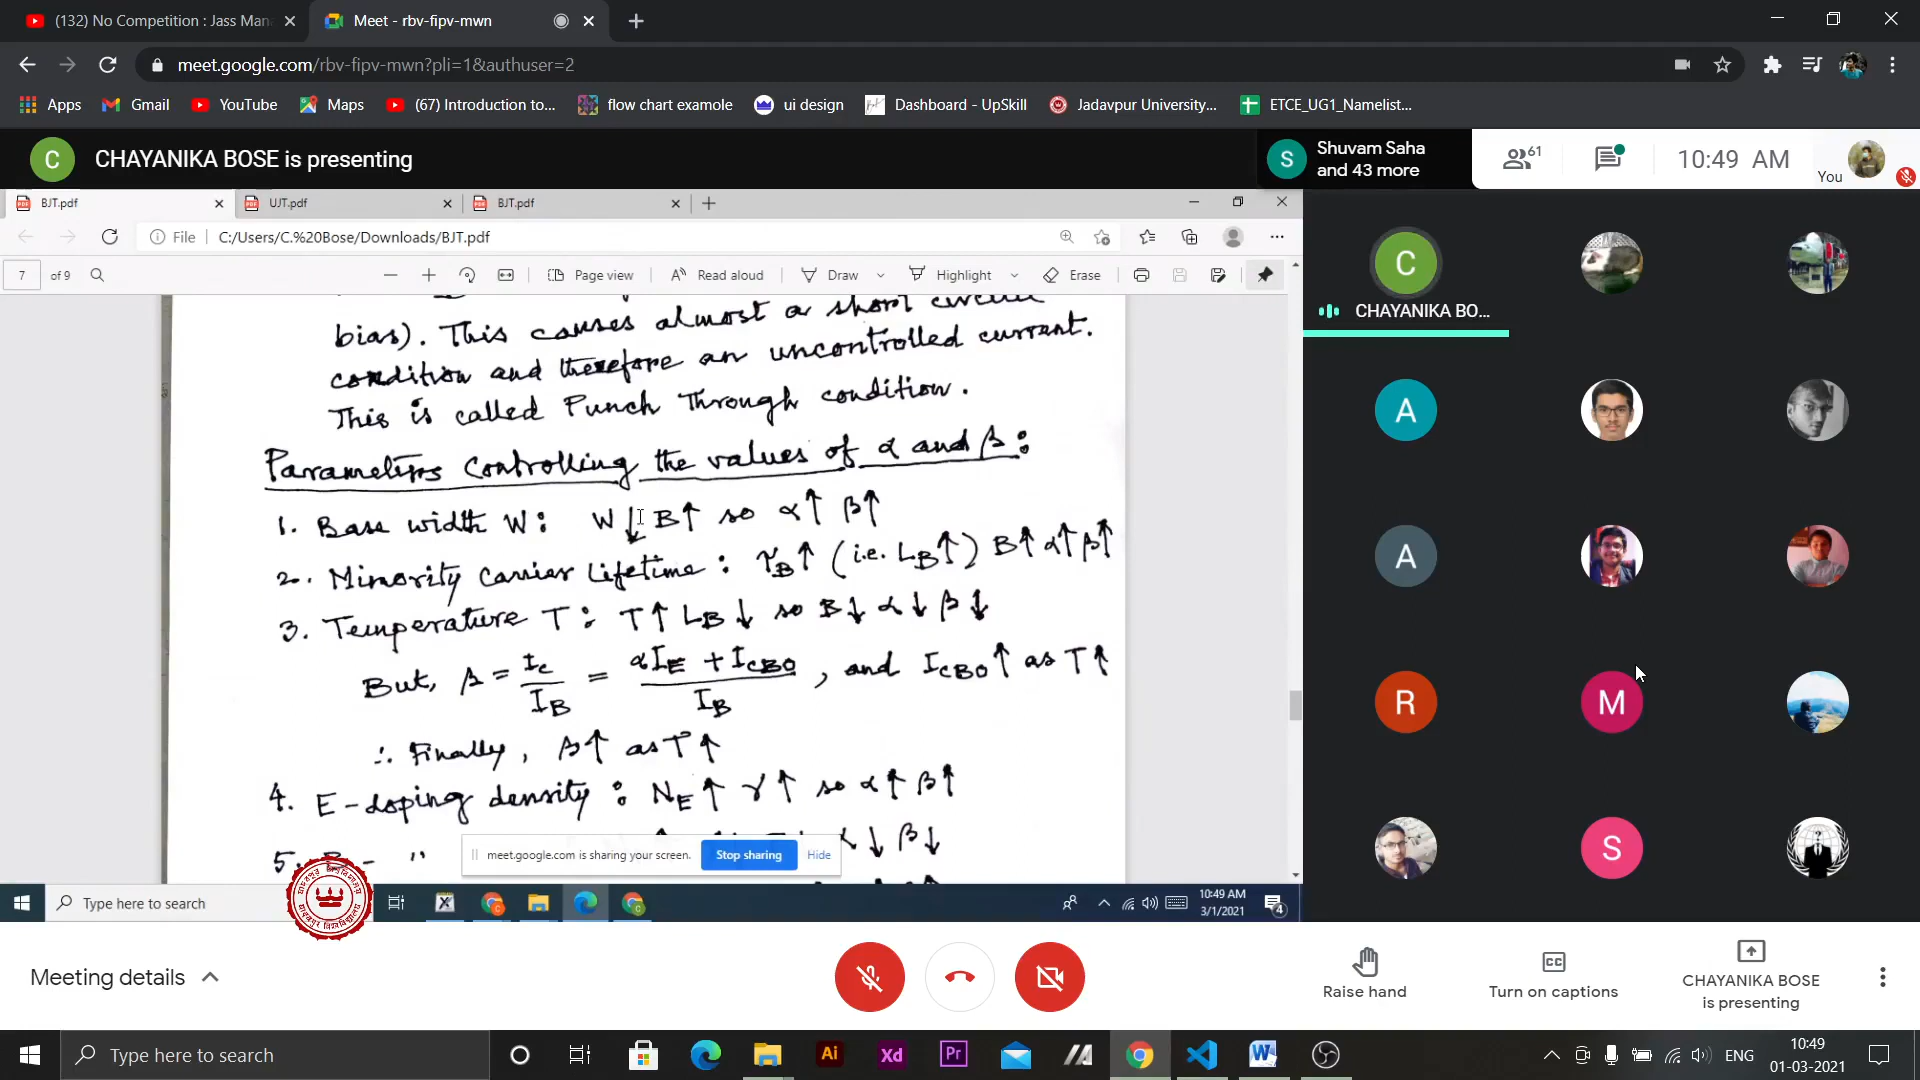 (132) No Competition : Jass Man
Meet - rbv-fipv-mwn
meet.google.com/rbv-fipv-mwn?pli=1&authuser=2
Apps
Gmail
YouTube
Maps
(67) Introduction to...
flow chart examole
ui design
Dashboard - UpSkill
Jadavpur University,...
ETCE_UG1_Namelist...
C
CHAYANIKA BOSE is presenting
S
Shuvam Saha
and 43 more
61
10:49 AM
You
BJT.pdf
UJT.pdf
BJT.pdf
File
C:/Users/C.%20Bose/Downloads/BJT.pdf
7 of 9
Page view
Read aloud
Draw
Highlight
Erase
bias). This causes almost a short circuit
condition and therefore an uncontrolled current.
This is called Punch Through condition.
Parameters controlling the values of α and β:
1. Base width W: W↓ B↑ so α↑ β↑
2. Minority Carrier Lifetime: τB↑ (i.e. LB↑) B↑ α↑ β↑
3. Temperature T: T↑ LB↓ so B↓ α↓ β↓
But, β = IC/IB = (αIE + ICBO)/IB, and ICBO↑ as T↑
∴ Finally, β↑ as T↑
4. E-doping density: NE↑ γ↑ so α↑ β↑
5. B- " α↓ β↓
meet.google.com is sharing your screen.
Stop sharing
Hide
Type here to search
10:49 AM
3/1/2021
4
C
CHAYANIKA BO...
A
A
R
M
S
Meeting details
Raise hand
CC
Turn on captions
CHAYANIKA BOSE
is presenting
Type here to search
Ai
Xd
Pr
ENG
10:49
01-03-2021